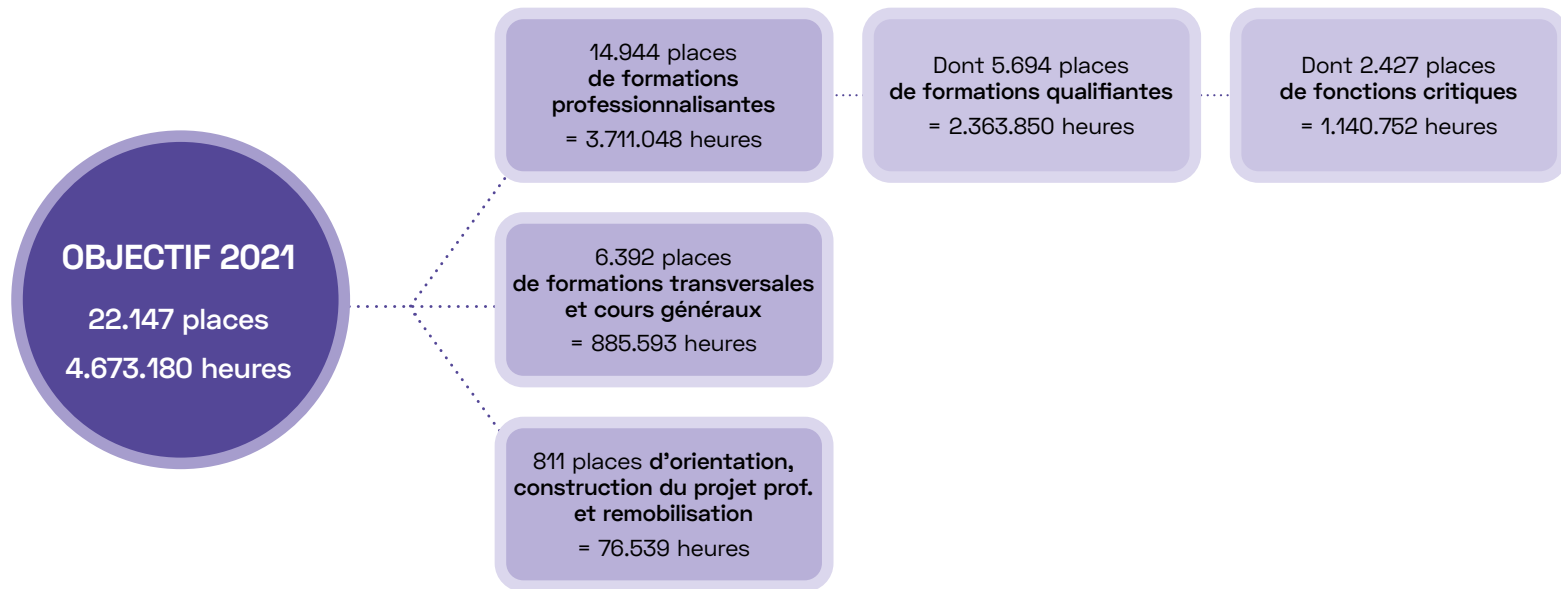 OBJECTIF 2021
22.147 places
4.673.180 heures
14.944 places
de formations
professionnalisantes
= 3.711.048 heures
Dont 5.694 places
de formations qualifiantes
= 2.363.850 heures
Dont 2.427 places
de fonctions critiques
= 1.140.752 heures
6.392 places
de formations transversales
et cours généraux
= 885.593 heures
811 places d'orientation,
construction du projet prof.
et remobilisation
= 76.539 heures